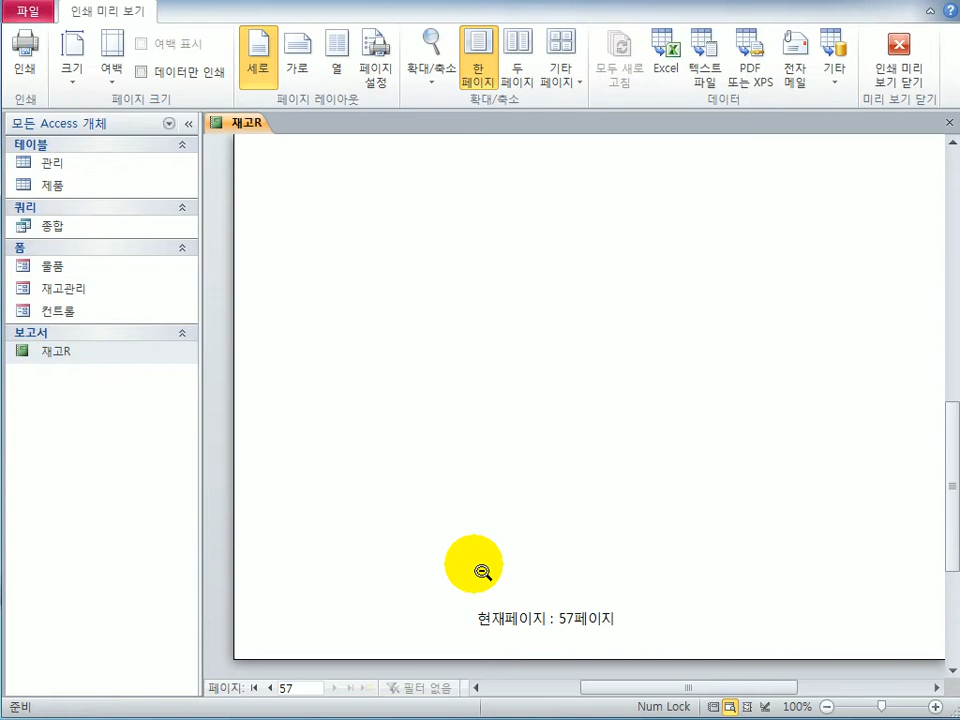 파일 인쇄 미리 보기
인쇄 크기 여백 여백 표시 데이터만 인쇄 세로 가로 열 페이지 설정 확대/축소 한 페이지 두 페이지 기타 페이지 모두 새로 고침 Excel 텍스트 파일 PDF 또는 XPS 전자 메일 기타 인쇄 미리 보기 닫기
인쇄 페이지 크기 페이지 레이아웃 확대/축소 데이터 미리 보기 닫기
모든 Access 개체
재고R
테이블
관리
제품
쿼리
종합
폼
물품
재고관리
컨트롤
보고서
재고R
현재페이지 : 57페이지
페이지: 57 필터 없음
준비 Num Lock 100%